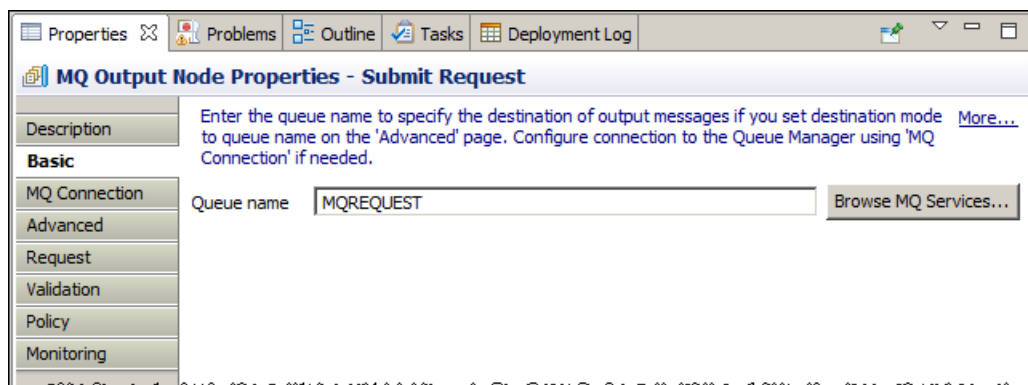 Properties Problems Outline Tasks Deployment Log
MQ Output Node Properties - Submit Request
Description
Basic
MQ Connection
Advanced
Request
Validation
Policy
Monitoring
Enter the queue name to specify the destination of output messages if you set destination mode
to queue name on the 'Advanced' page. Configure connection to the Queue Manager using 'MQ
Connection' if needed.
More...
Queue name MQREQUEST Browse MQ Services...